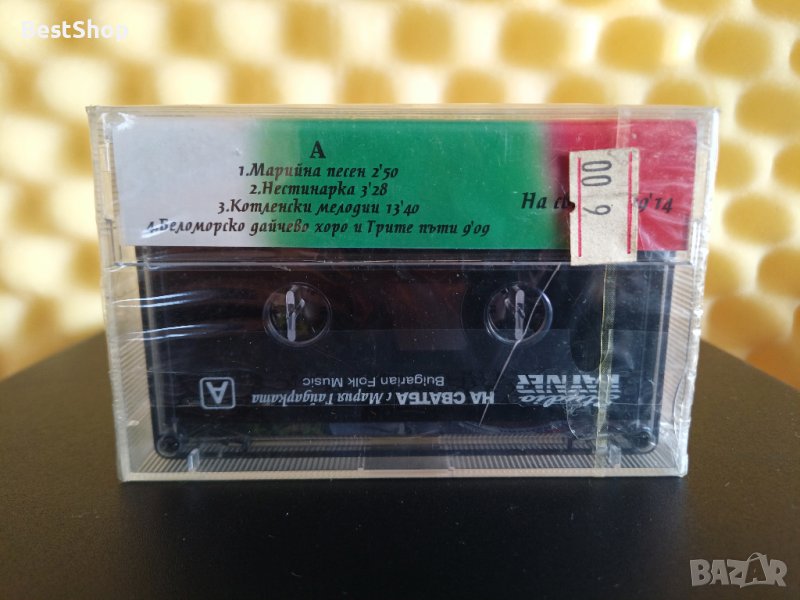 BestShop
A
1.Марийна песен 2'50
2.Нестинарка 3'28
3.Котленски мелодии 13'40
4.Беломорско дайчево хоро и Трите пъти 9'09
На 9'14
6.00
НА СВАТБА с Мария Гайдарката
Bulgarian Folk Music
A
Studio
BAZAR